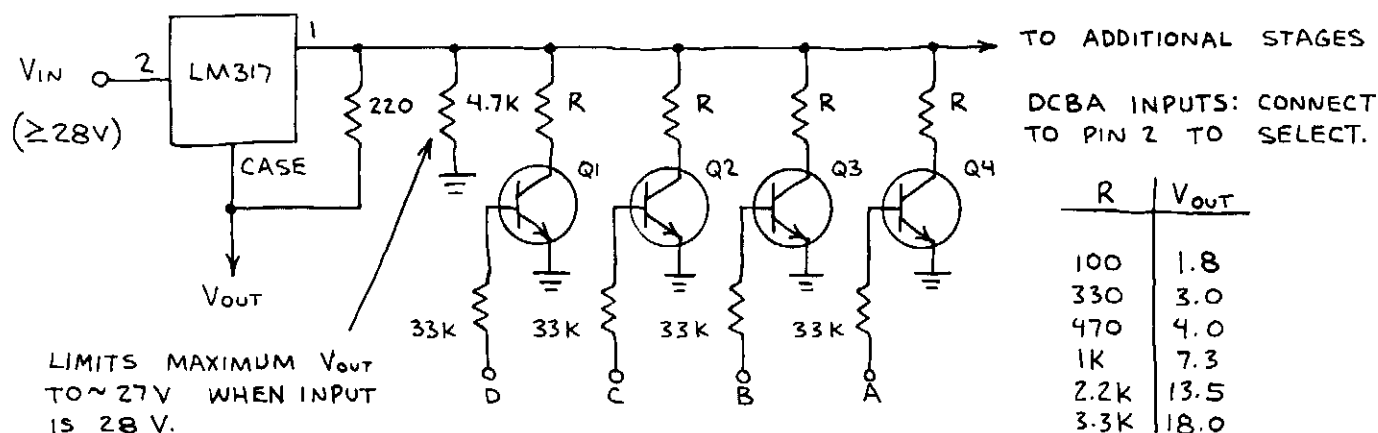 VIN
(≥28V)
2
LM317
1
CASE
220
4.7K
R
R
R
R
Q1
Q2
Q3
Q4
VOUT
33K
33K
33K
33K
D
C
B
A
LIMITS MAXIMUM VOUT
TO ~ 27V WHEN INPUT
IS 28 V.
TO ADDITIONAL STAGES
DCBA INPUTS: CONNECT
TO PIN 2 TO SELECT.
R VOUT
100 1.8
330 3.0
470 4.0
1K 7.3
2.2K 13.5
3.3K 18.0